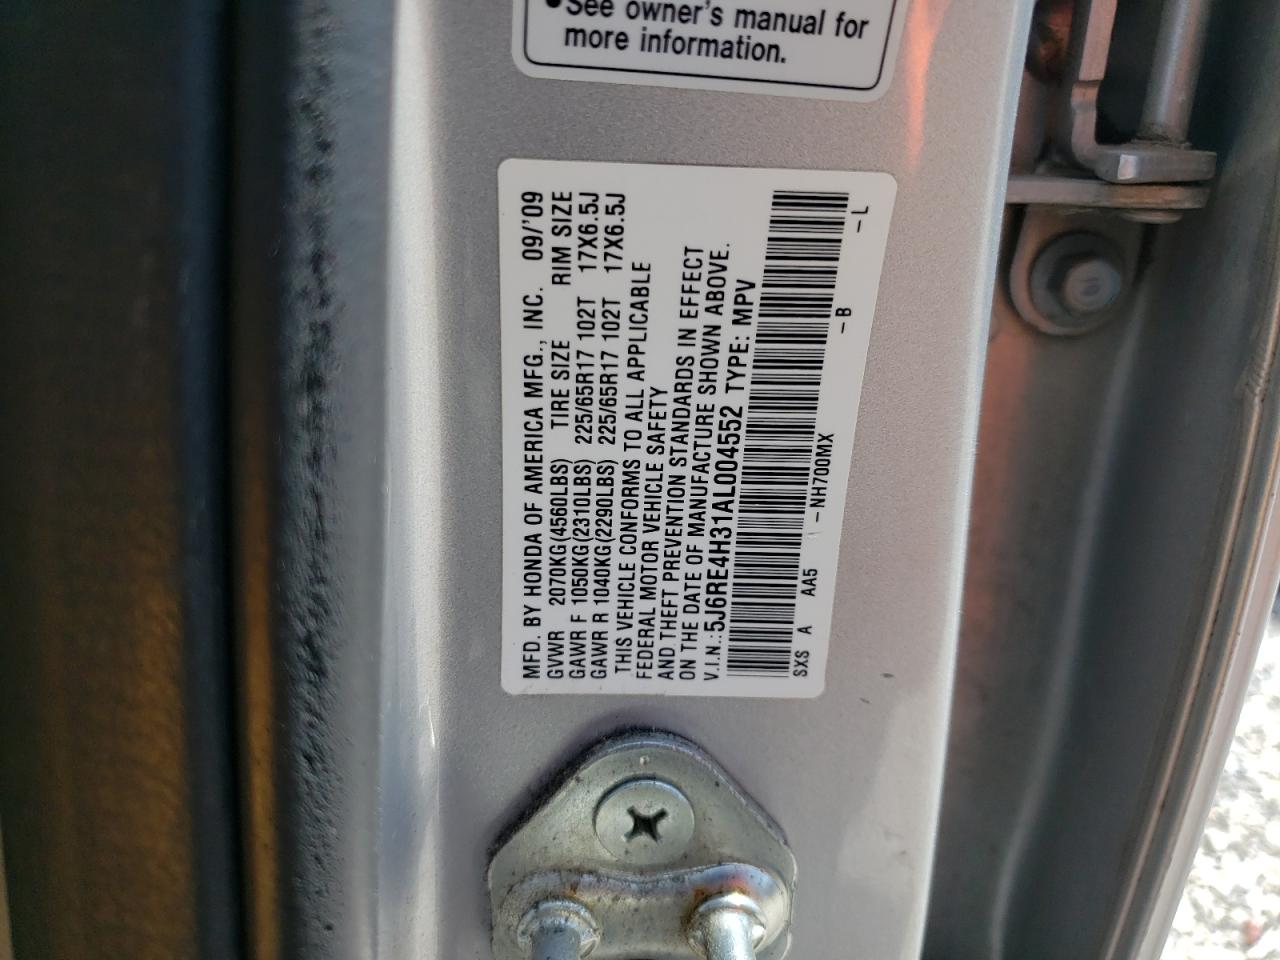 •See owner's manual for
more information.
MFD. BY HONDA OF AMERICA MFG., INC. 09/'09
GVWR 2070KG(4560LBS) TIRE SIZE RIM SIZE
GAWR F 1050KG(2310LBS) 225/65R17 102T 17X6.5J
GAWR R 1040KG(2290LBS) 225/65R17 102T 17X6.5J
THIS VEHICLE CONFORMS TO ALL APPLICABLE
FEDERAL MOTOR VEHICLE SAFETY
AND THEFT PREVENTION STANDARDS IN EFFECT
ON THE DATE OF MANUFACTURE SHOWN ABOVE.
V.I.N.:5J6RE4H31AL004552 TYPE: MPV
SXS A AA5 -NH700MX -B -L